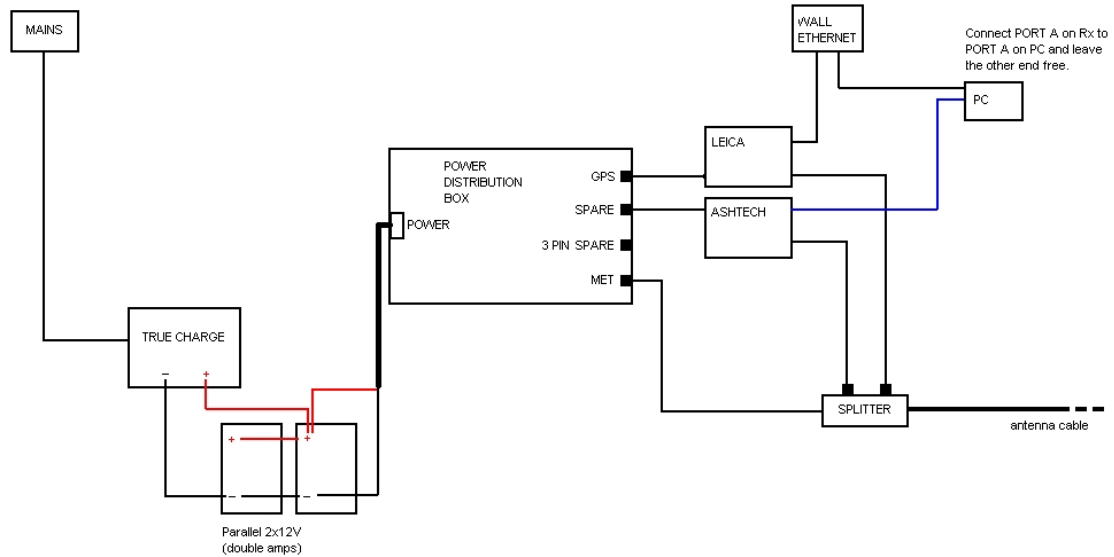 MAINS
WALL
ETHERNET
Connect PORT A on Rx to
PORT A on PC and leave
the other end free.
PC
LEICA
POWER
DISTRIBUTION
BOX
GPS
SPARE
ASHTECH
POWER
3 PIN SPARE
MET
TRUE CHARGE
– +
SPLITTER
antenna cable
+ +
– –
Parallel 2x12V
(double amps)